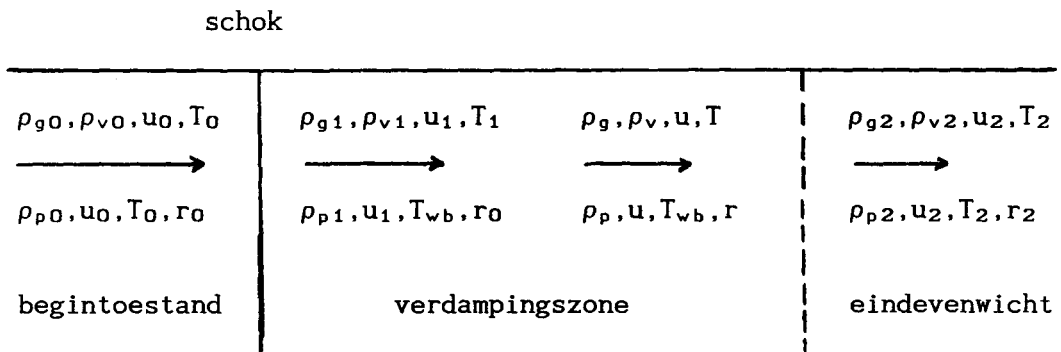 schok
ρg0,ρv0,u0,T0 ρg1,ρv1,u1,T1 ρg,ρv,u,T ρg2,ρv2,u2,T2
ρp0,u0,T0,r0 ρp1,u1,Twb,r0 ρp,u,Twb,r ρp2,u2,T2,r2
begintoestand verdampingszone eindevenwicht